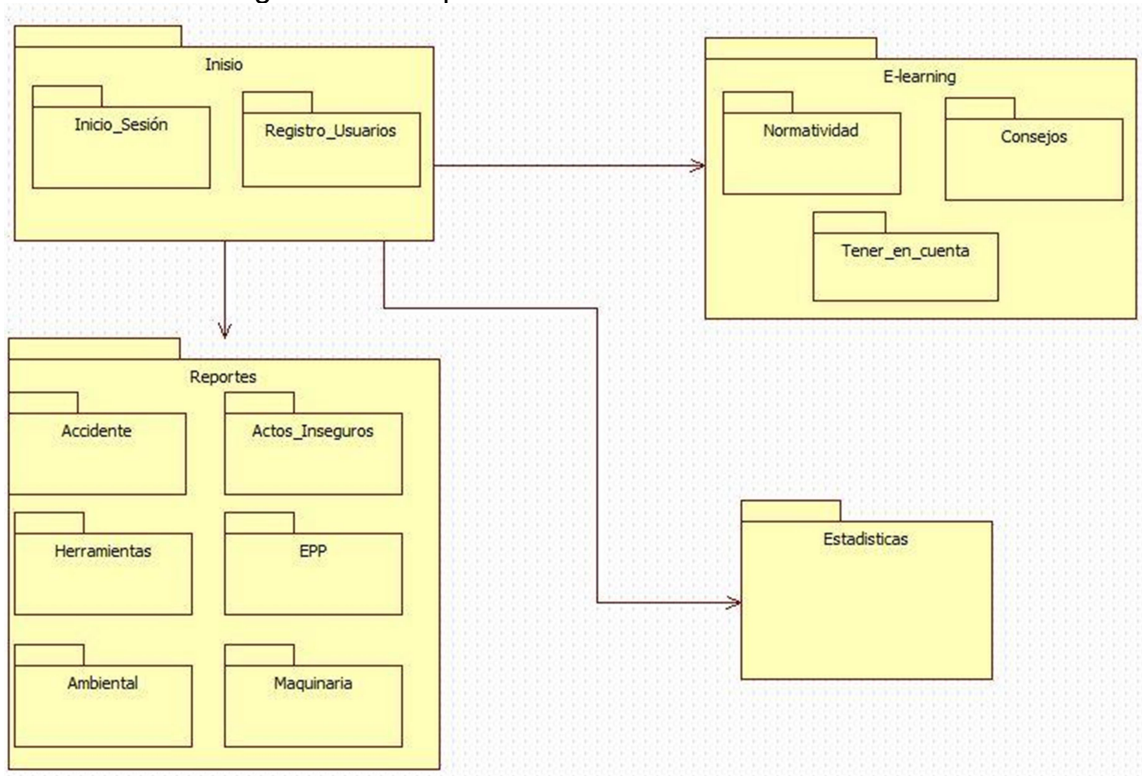 Inisio
Inicio_Sesión
Registro_Usuarios
E-learning
Normatividad
Consejos
Tener_en_cuenta
Reportes
Accidente
Actos_Inseguros
Herramientas
EPP
Ambiental
Maquinaria
Estadisticas